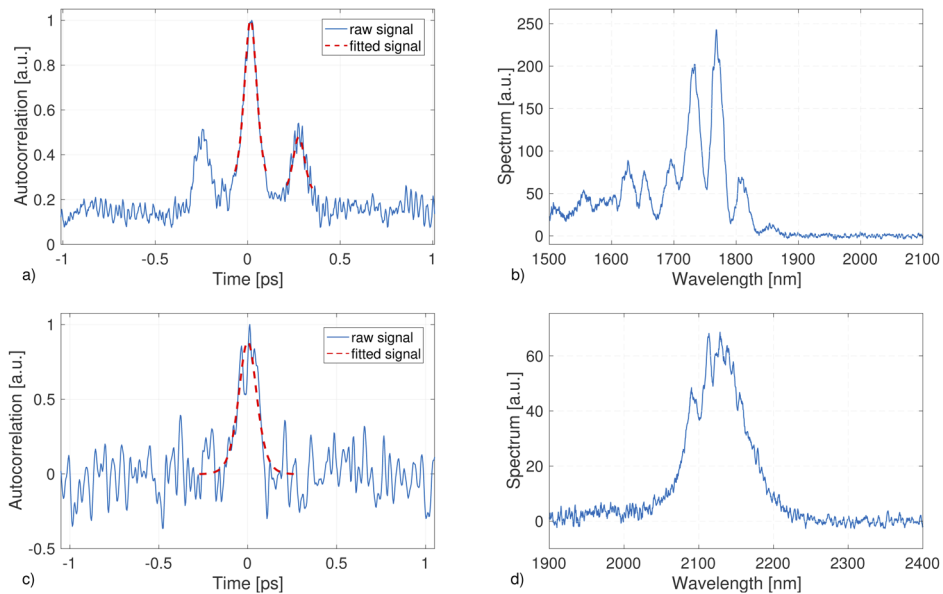 1
0.8
0.6
0.4
0.2
0
Autocorrelation [a.u.]
raw signal
fitted signal
-1
-0.5
0
0.5
1
Time [ps]
a)
250
200
150
100
50
0
Spectrum [a.u.]
1500
1600
1700
1800
1900
2000
2100
Wavelength [nm]
b)
1
0.5
0
-0.5
Autocorrelation [a.u.]
raw signal
fitted signal
-1
-0.5
0
0.5
1
Time [ps]
c)
60
40
20
0
Spectrum [a.u.]
1900
2000
2100
2200
2300
2400
Wavelength [nm]
d)